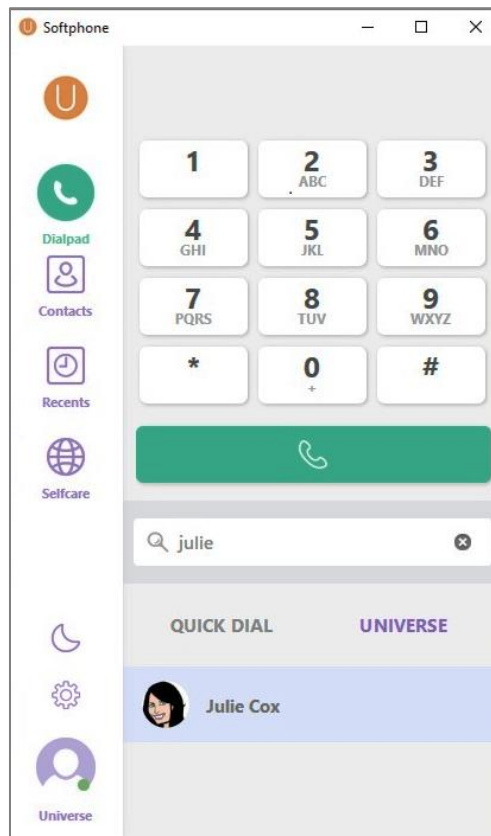 Softphone
U
1
2
ABC
3
DEF
Dialpad
4
GHI
5
JKL
6
MNO
Contacts
7
PQRS
8
TUV
9
WXYZ
*
0
+
#
Recents
Selfcare
julie
QUICK DIAL
UNIVERSE
Julie Cox
Universe